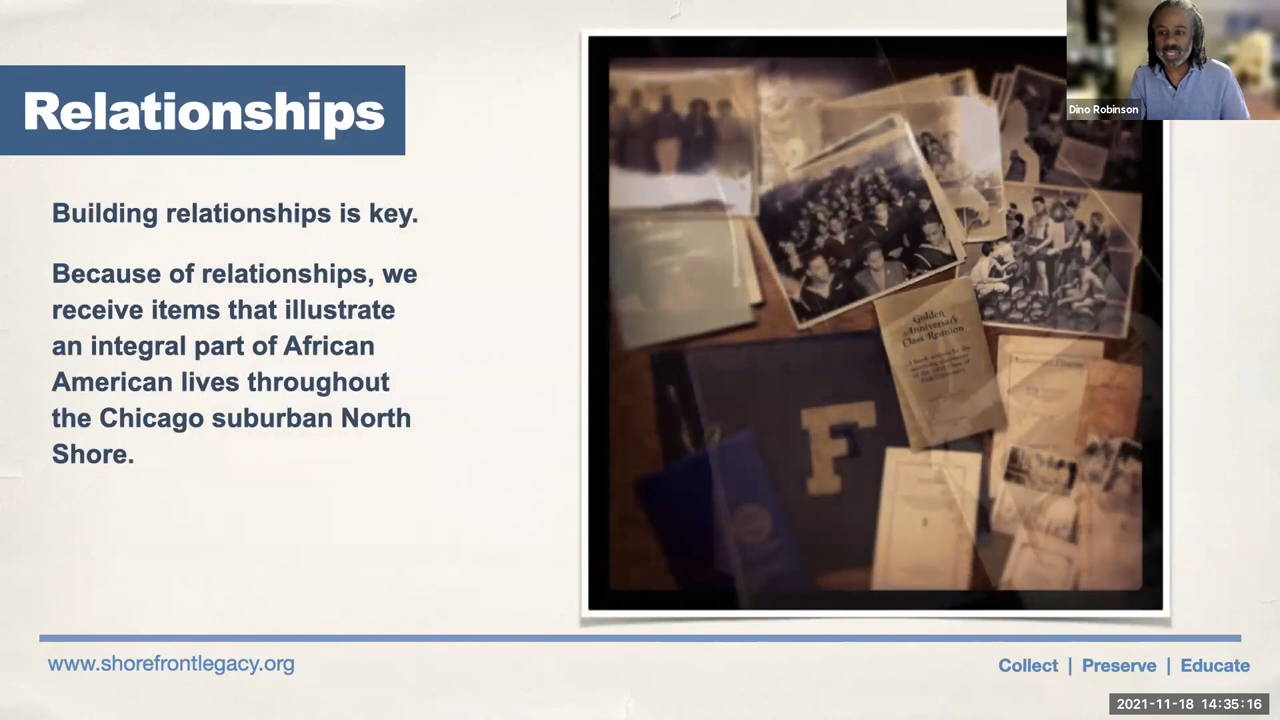 Relationships
Dino Robinson
Building relationships is key.
Because of relationships, we
receive items that illustrate
an integral part of African
American lives throughout
the Chicago suburban North
Shore.
Golden
Anniversary
Class Reunion
F
www.shorefrontlegacy.org
Collect | Preserve | Educate
2021-11-18 14:35:16